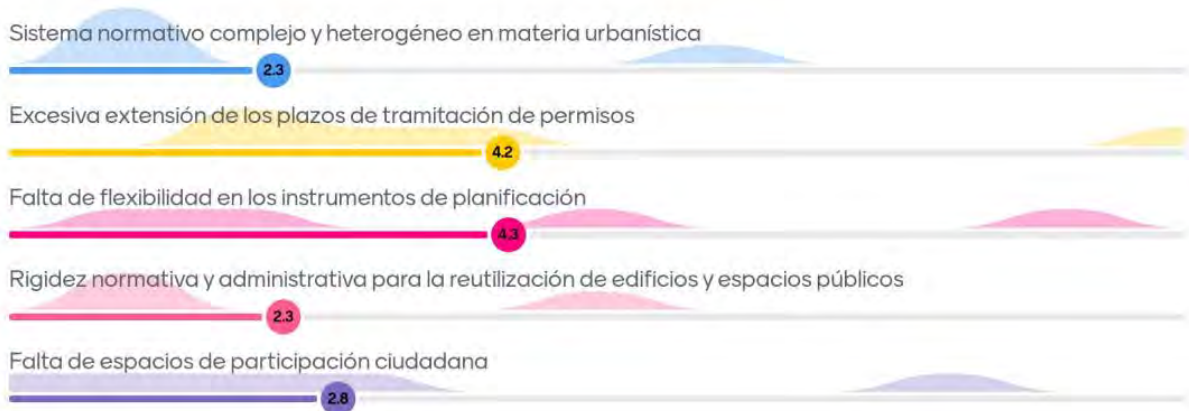 Sistema normativo complejo y heterogéneo en materia urbanística
2.3
Excesiva extensión de los plazos de tramitación de permisos
4.2
Falta de flexibilidad en los instrumentos de planificación
4.3
Rigidez normativa y administrativa para la reutilización de edificios y espacios públicos
2.3
Falta de espacios de participación ciudadana
2.8